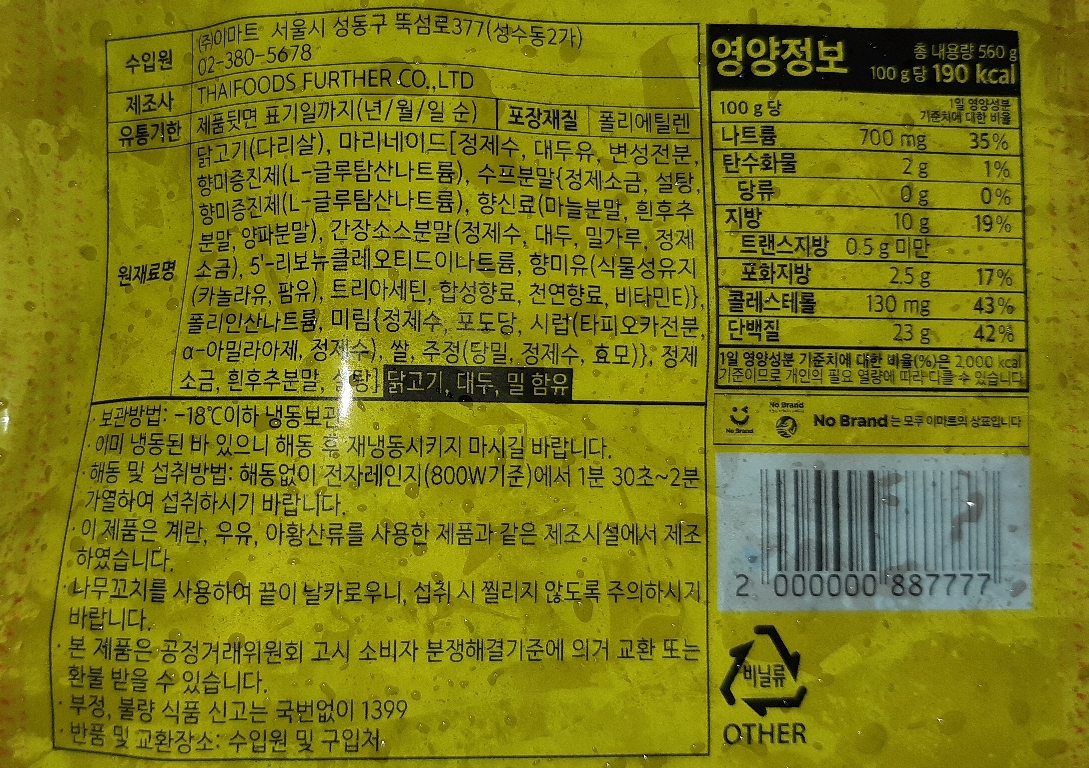 수입원
(주)이마트 서울시 성동구 뚝섬로377(성수동2가)
02-380-5678
제조사
THAIFOODS FURTHER CO.,LTD
유통기한
제품뒷면 표기일까지(년/월/일 순)
포장재질
폴리에틸렌
원재료명
닭고기(다리살), 마리네이드[정제수, 대두유, 변성전분,
향미증진제(L-글루탐산나트륨), 수프분말{정제소금, 설탕,
향미증진제(L-글루탐산나트륨), 향신료(마늘분말, 흰후추
분말, 양파분말), 간장소스분말(정제수, 대두, 밀가루, 정제
소금), 5'-리보뉴클레오티드이나트륨, 향미유(식물성유지
(카놀라유, 팜유), 트리아세틴, 합성향료, 천연향료, 비타민E)},
폴리인산나트륨, 미림{정제수, 포도당, 시럽(타피오카전분,
α-아밀라아제, 정제수), 쌀, 주정(당밀, 정제수, 효모)}, 정제
소금, 흰후추분말, 설탕] 닭고기, 대두, 밀 함유
· 보관방법: -18℃이하 냉동보관
· 이미 냉동된 바 있으니 해동 후 재냉동시키지 마시길 바랍니다.
· 해동 및 섭취방법: 해동없이 전자레인지(800W기준)에서 1분 30초~2분
가열하여 섭취하시기 바랍니다.
· 이 제품은 계란, 우유, 아황산류를 사용한 제품과 같은 제조시설에서 제조
하였습니다.
· 나무꼬치를 사용하여 끝이 날카로우니, 섭취 시 찔리지 않도록 주의하시기
바랍니다.
· 본 제품은 공정거래위원회 고시 소비자 분쟁해결기준에 의거 교환 또는
환불 받을 수 있습니다.
· 부정, 불량 식품 신고는 국번없이 1399
· 반품 및 교환장소: 수입원 및 구입처
영양정보
총 내용량 560 g
100 g당 190 kcal
100 g 당
1일 영양성분
기준치에 대한 비율
나트륨 700 mg 35%
탄수화물 2 g 1%
당류 0 g 0%
지방 10 g 19%
트랜스지방 0.5 g 미만
포화지방 2.5 g 17%
콜레스테롤 130 mg 43%
단백질 23 g 42%
1일 영양성분 기준치에 대한 비율(%)은 2,000 kcal
기준이므로 개인의 필요 열량에 따라 다를 수 있습니다.
No Brand
No Brand
No Brand 는 모두 이마트의 상표입니다
2 000000 887777
비닐류
OTHER